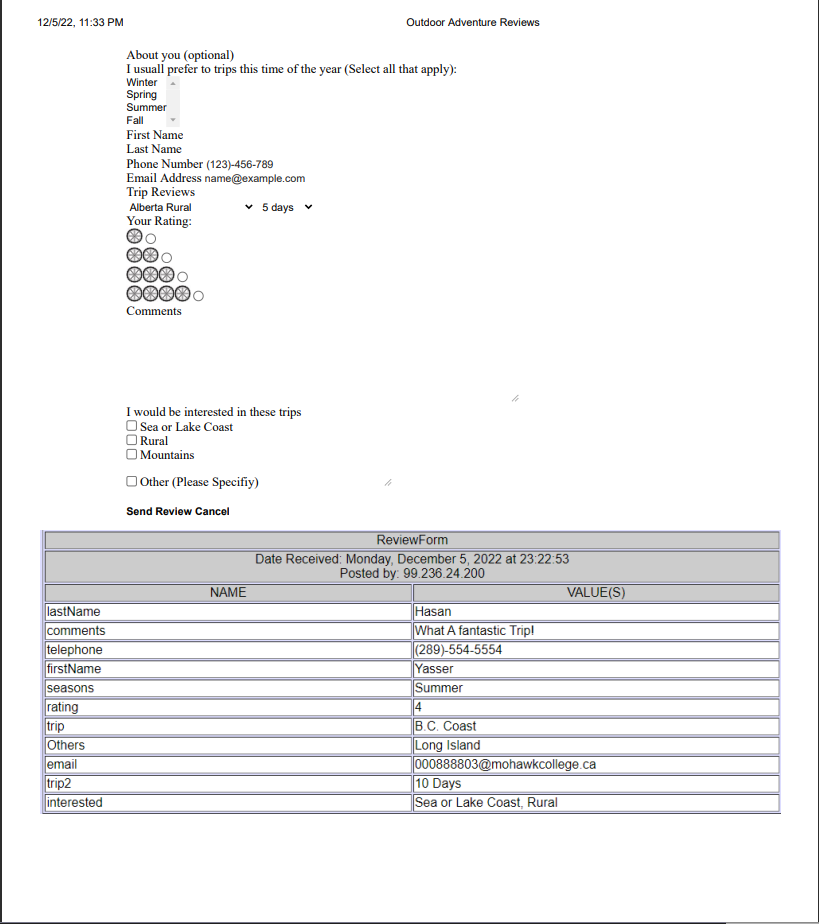 12/5/22, 11:33 PM Outdoor Adventure Reviews
About you (optional)
I usuall prefer to trips this time of the year (Select all that apply):
Winter
Spring
Summer
Fall
First Name
Last Name
Phone Number (123)-456-789
Email Address name@example.com
Trip Reviews
Alberta Rural 5 days
Your Rating:
Comments
I would be interested in these trips
Sea or Lake Coast
Rural
Mountains
Other (Please Specifiy)
Send Review Cancel
ReviewForm
Date Received: Monday, December 5, 2022 at 23:22:53
Posted by: 99.236.24.200
NAME VALUE(S)
lastName Hasan
comments What A fantastic Trip!
telephone (289)-554-5554
firstName Yasser
seasons Summer
rating 4
trip B.C. Coast
Others Long Island
email 000888803@mohawkcollege.ca
trip2 10 Days
interested Sea or Lake Coast, Rural